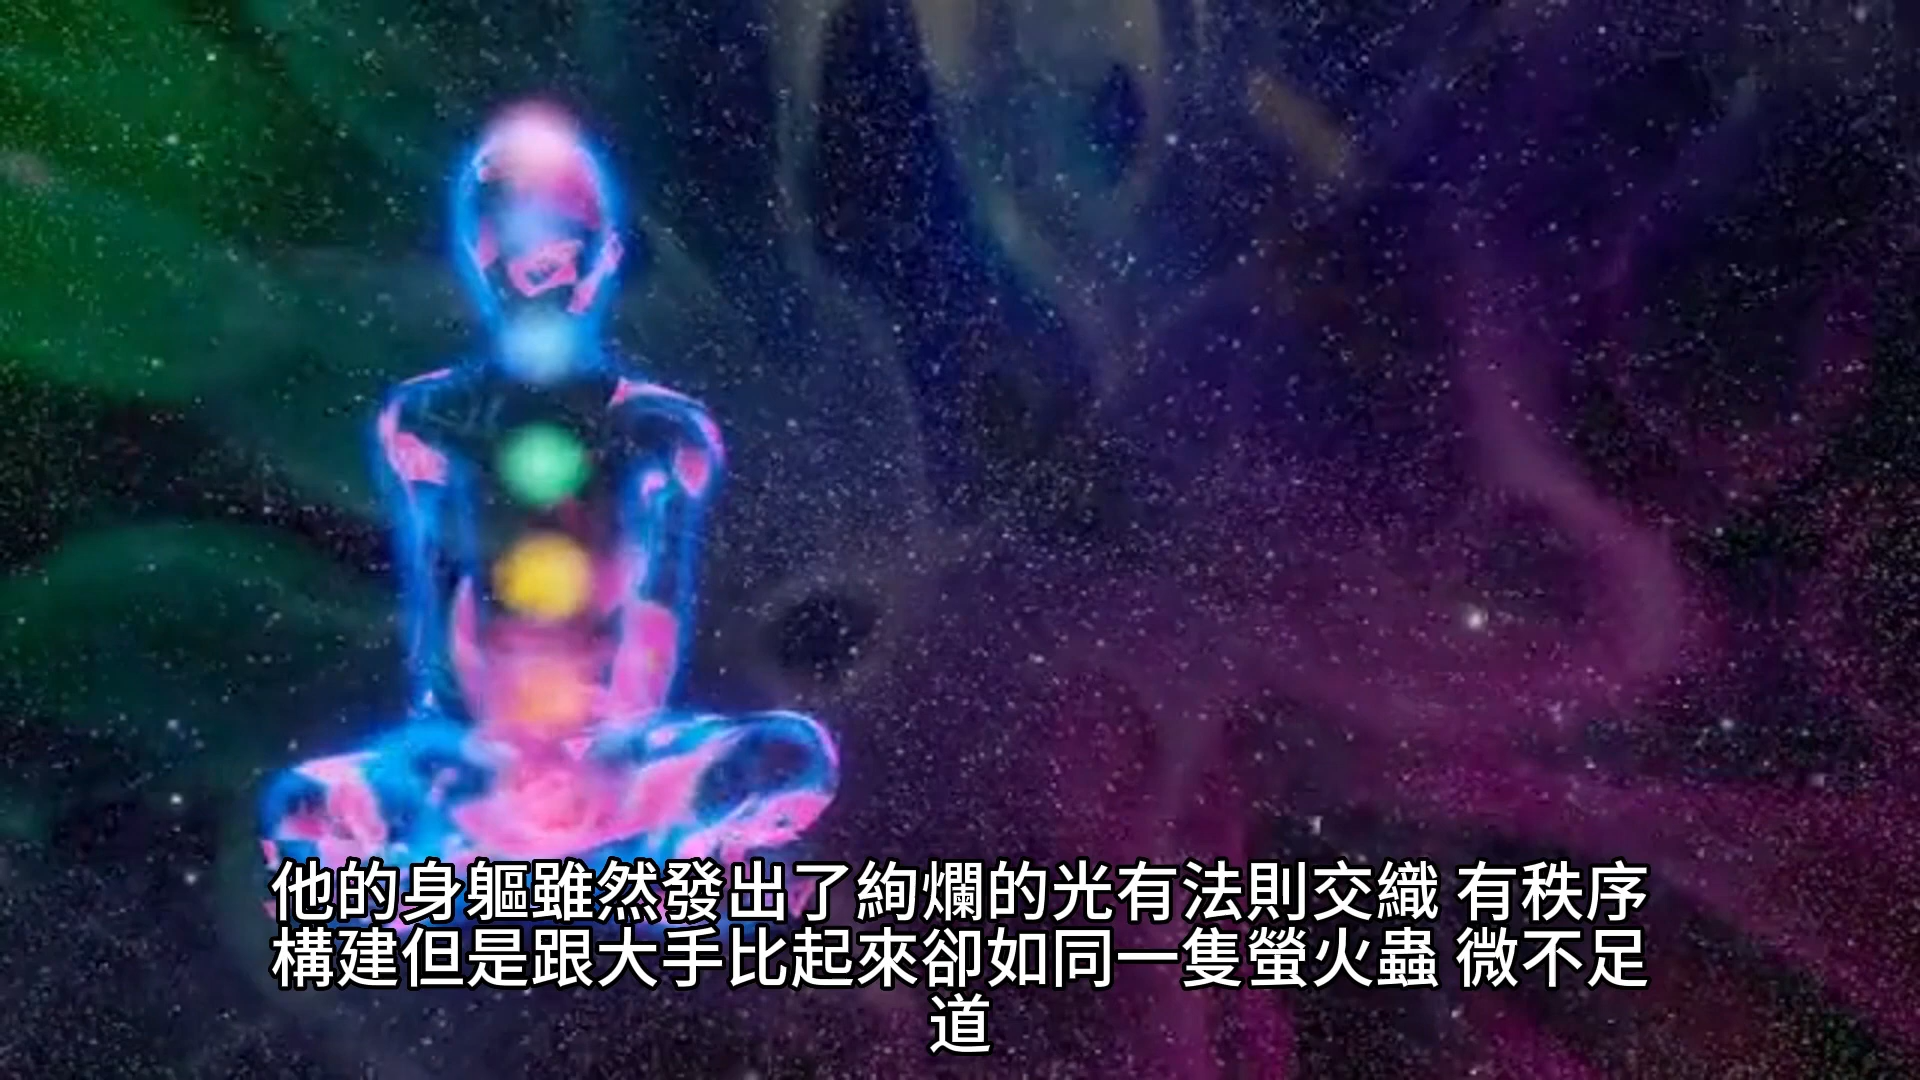 他的身軀雖然發出了絢爛的光有法則交織 有秩序
構建但是跟大手比起來卻如同一隻螢火蟲 微不足
道